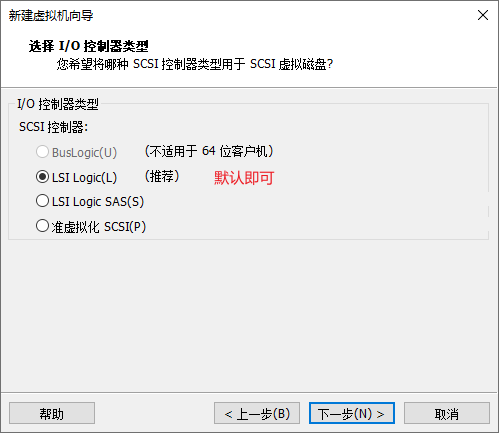 新建虚拟机向导
选择 I/O 控制器类型
您希望将哪种 SCSI 控制器类型用于 SCSI 虚拟磁盘?
I/O 控制器类型
SCSI 控制器:
BusLogic(U) （不适用于 64 位客户机）
LSI Logic(L) （推荐） 默认即可
LSI Logic SAS(S)
准虚拟化 SCSI(P)
帮助 < 上一步(B) 下一步(N) > 取消